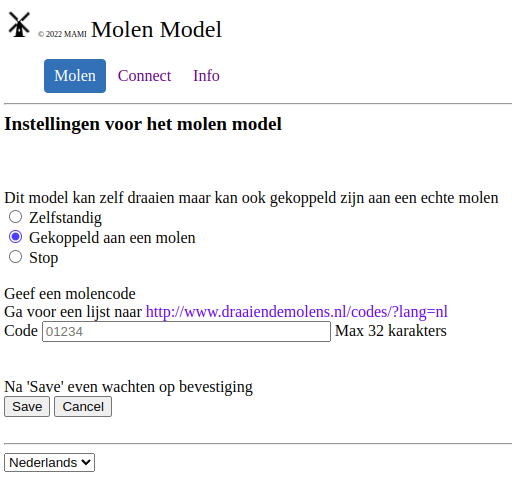 © 2022 MAMI Molen Model
Molen Connect Info
Instellingen voor het molen model
Dit model kan zelf draaien maar kan ook gekoppeld zijn aan een echte molen
Zelfstandig
Gekoppeld aan een molen
Stop
Geef een molencode
Ga voor een lijst naar http://www.draaiendemolens.nl/codes/?lang=nl
Code 01234 Max 32 karakters
Na 'Save' even wachten op bevestiging
Save Cancel
Nederlands